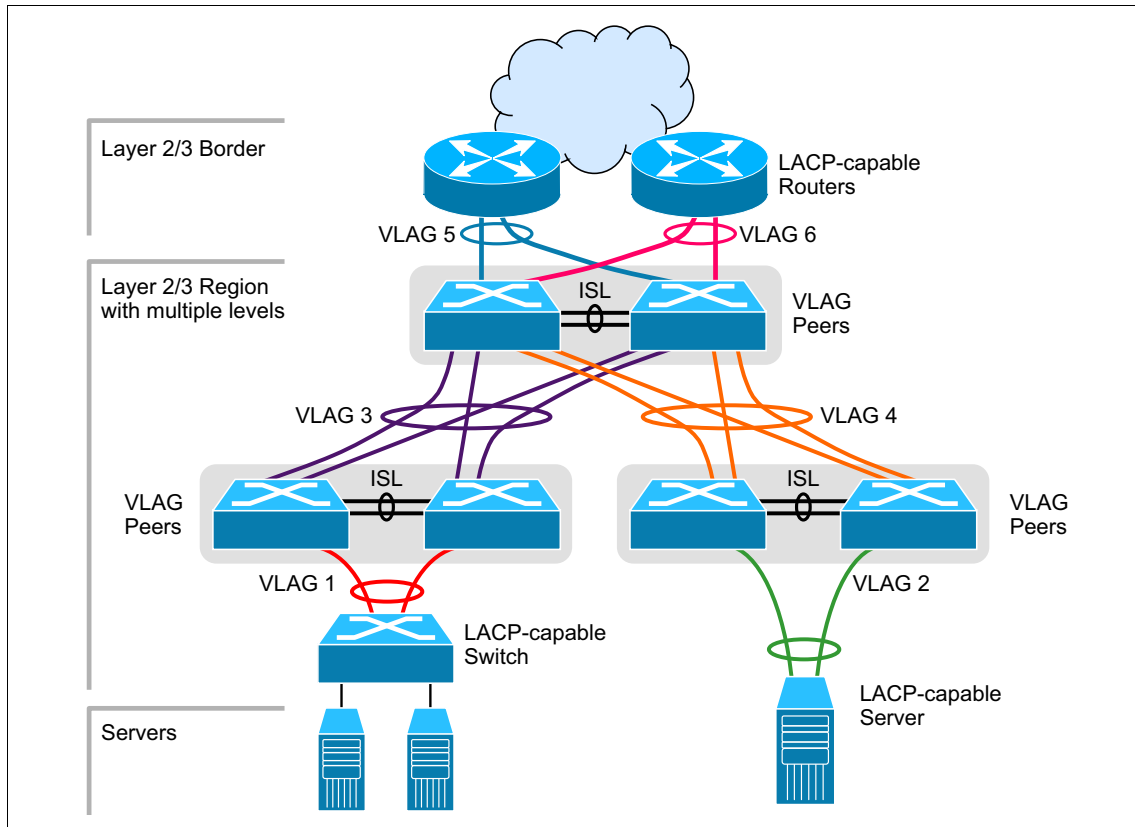 Layer 2/3 Border
LACP-capable
Routers
VLAG 5
VLAG 6
Layer 2/3 Region
with multiple levels
ISL
VLAG
Peers
VLAG 3
VLAG 4
VLAG
Peers
ISL
ISL
VLAG
Peers
VLAG 1
VLAG 2
LACP-capable
Switch
LACP-capable
Server
Servers